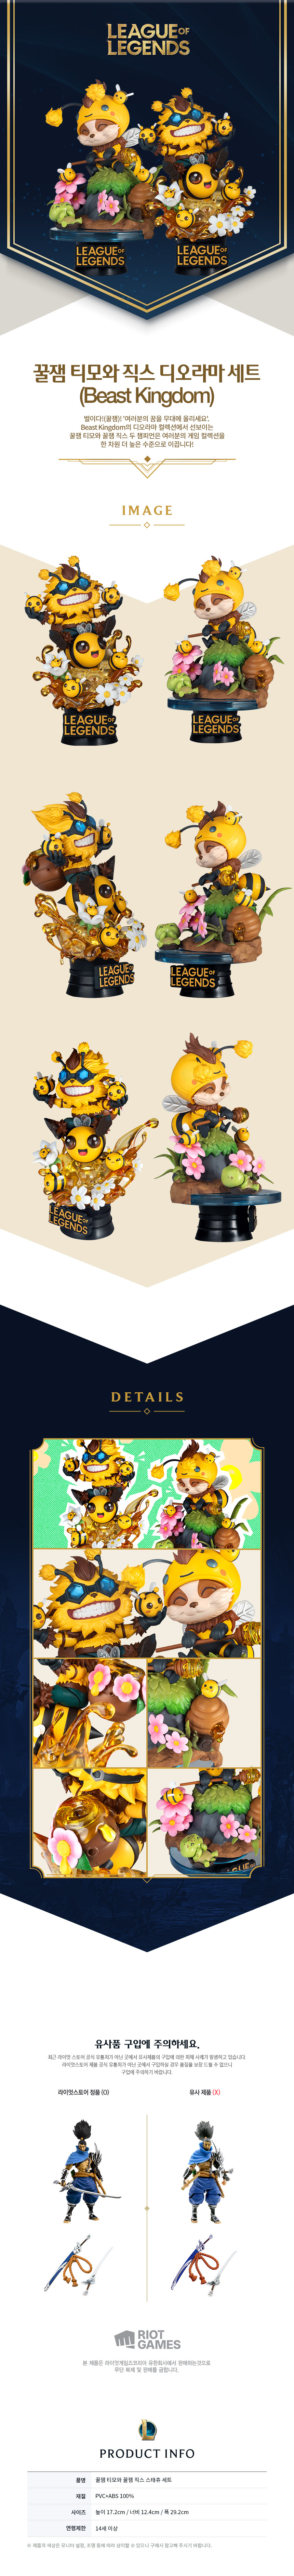 LEAGUE OF
LEGENDS
LEAGUE OF
LEGENDS
LEAGUE OF
LEGENDS
꿀잼 티모와 직스 디오라마 세트
(Beast Kingdom)
벌이다!(꿀잼)! '여러분의 꿈을 무대에 올리세요'.
Beast Kingdom의 디오라마 컬렉션에서 선보이는
꿀잼 티모와 꿀잼 직스 두 챔피언은 여러분의 게임 컬렉션을
한 차원 더 높은 수준으로 이끕니다!
IMAGE
LEAGUE OF
LEGENDS
LEAGUE OF
LEGENDS
LEAGUE OF
LEGENDS
LEAGUE OF
LEGENDS
LEAGUE OF
LEGENDS
DETAILS
유사품 구입에 주의하세요.
최근 라이엇 스토어 공식 유통처가 아닌 곳에서 유사제품의 구입에 의한 피해 사례가 발생하고 있습니다.
라이엇스토어 제품 공식 유통처가 아닌 곳에서 구입하실 경우 품질을 보장 드릴 수 없으니
구입에 주의하기 바랍니다.
라이엇스토어 정품 (O)
유사 제품 (X)
RIOT
GAMES
본 제품은 라이엇게임즈코리아 유한회사에서 판매하는것으로
무단 복제 및 판매를 금합니다.
PRODUCT INFO
품명 꿀잼 티모와 꿀잼 직스 스태츄 세트
재질 PVC+ABS 100%
사이즈 높이 17.2cm / 너비 12.4cm / 폭 29.2cm
연령제한 14세 이상
※ 제품의 색상은 모니터 설정, 조명 등에 따라 상이할 수 있으니 구매시 참고해 주시기 바랍니다.